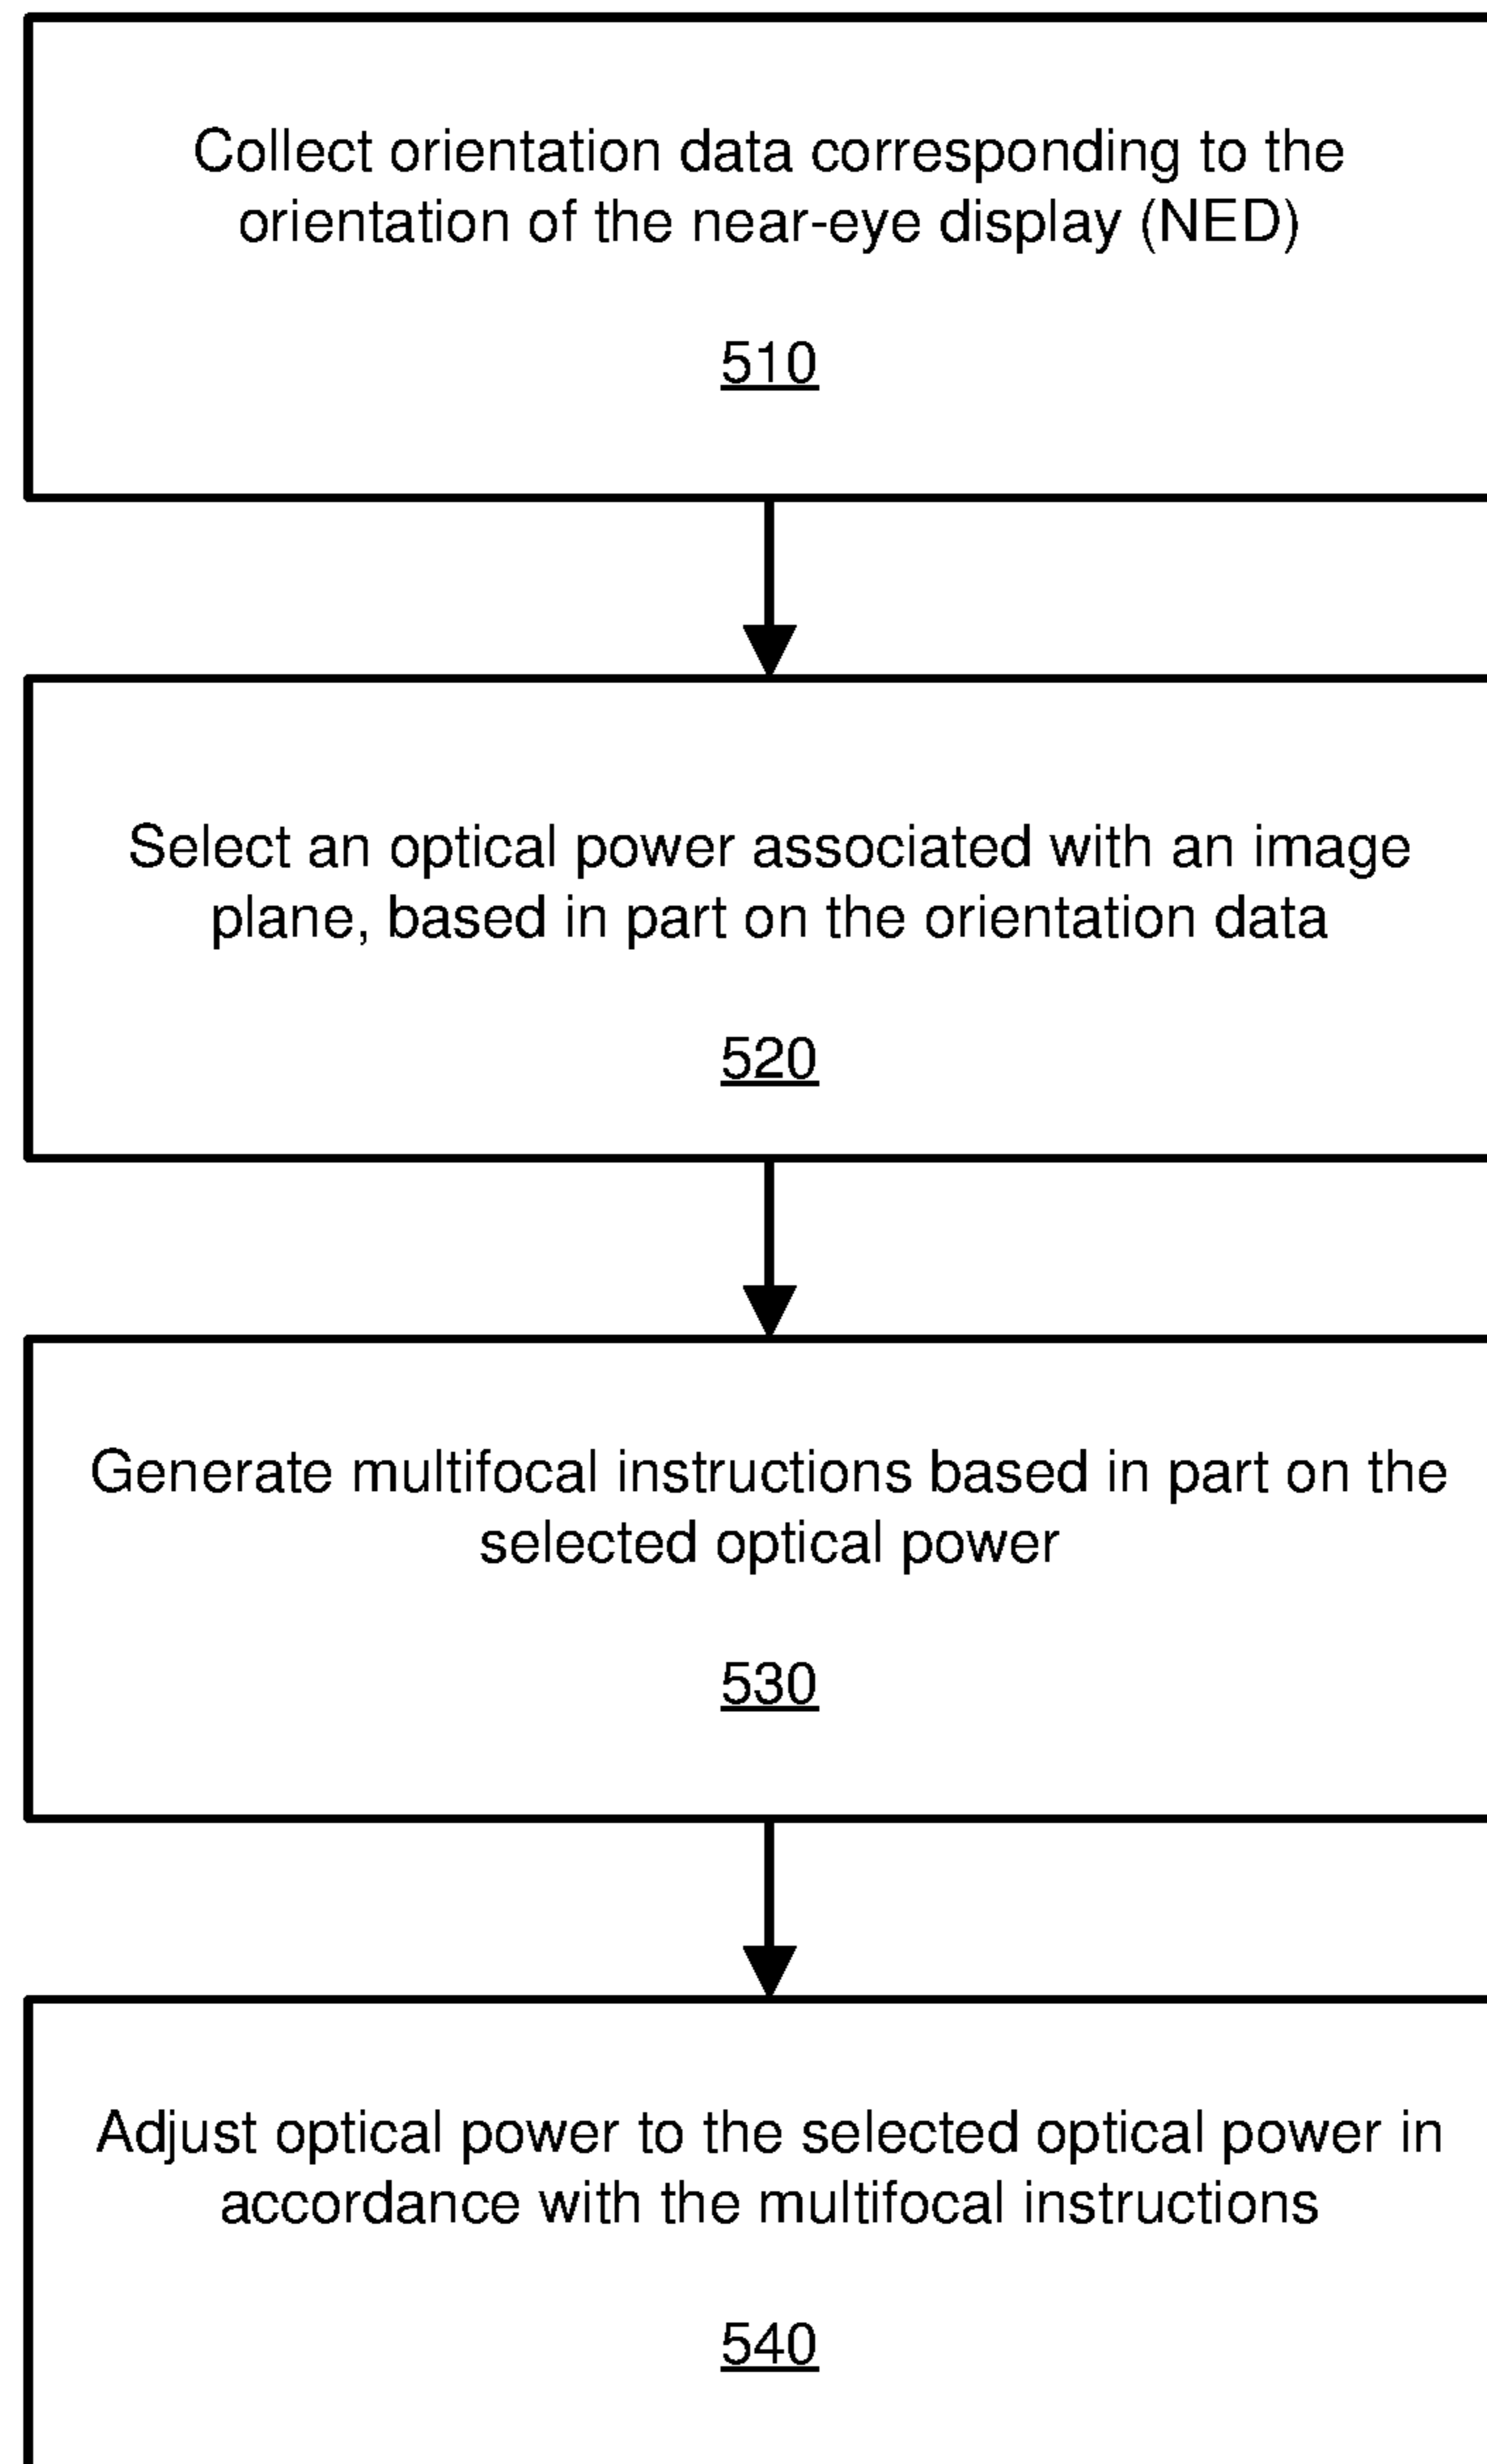 Collect orientation data corresponding to the
orientation of the near-eye display (NED)
510
Select an optical power associated with an image
plane, based in part on the orientation data
520
Generate multifocal instructions based in part on the
selected optical power
530
Adjust optical power to the selected optical power in
accordance with the multifocal instructions
540